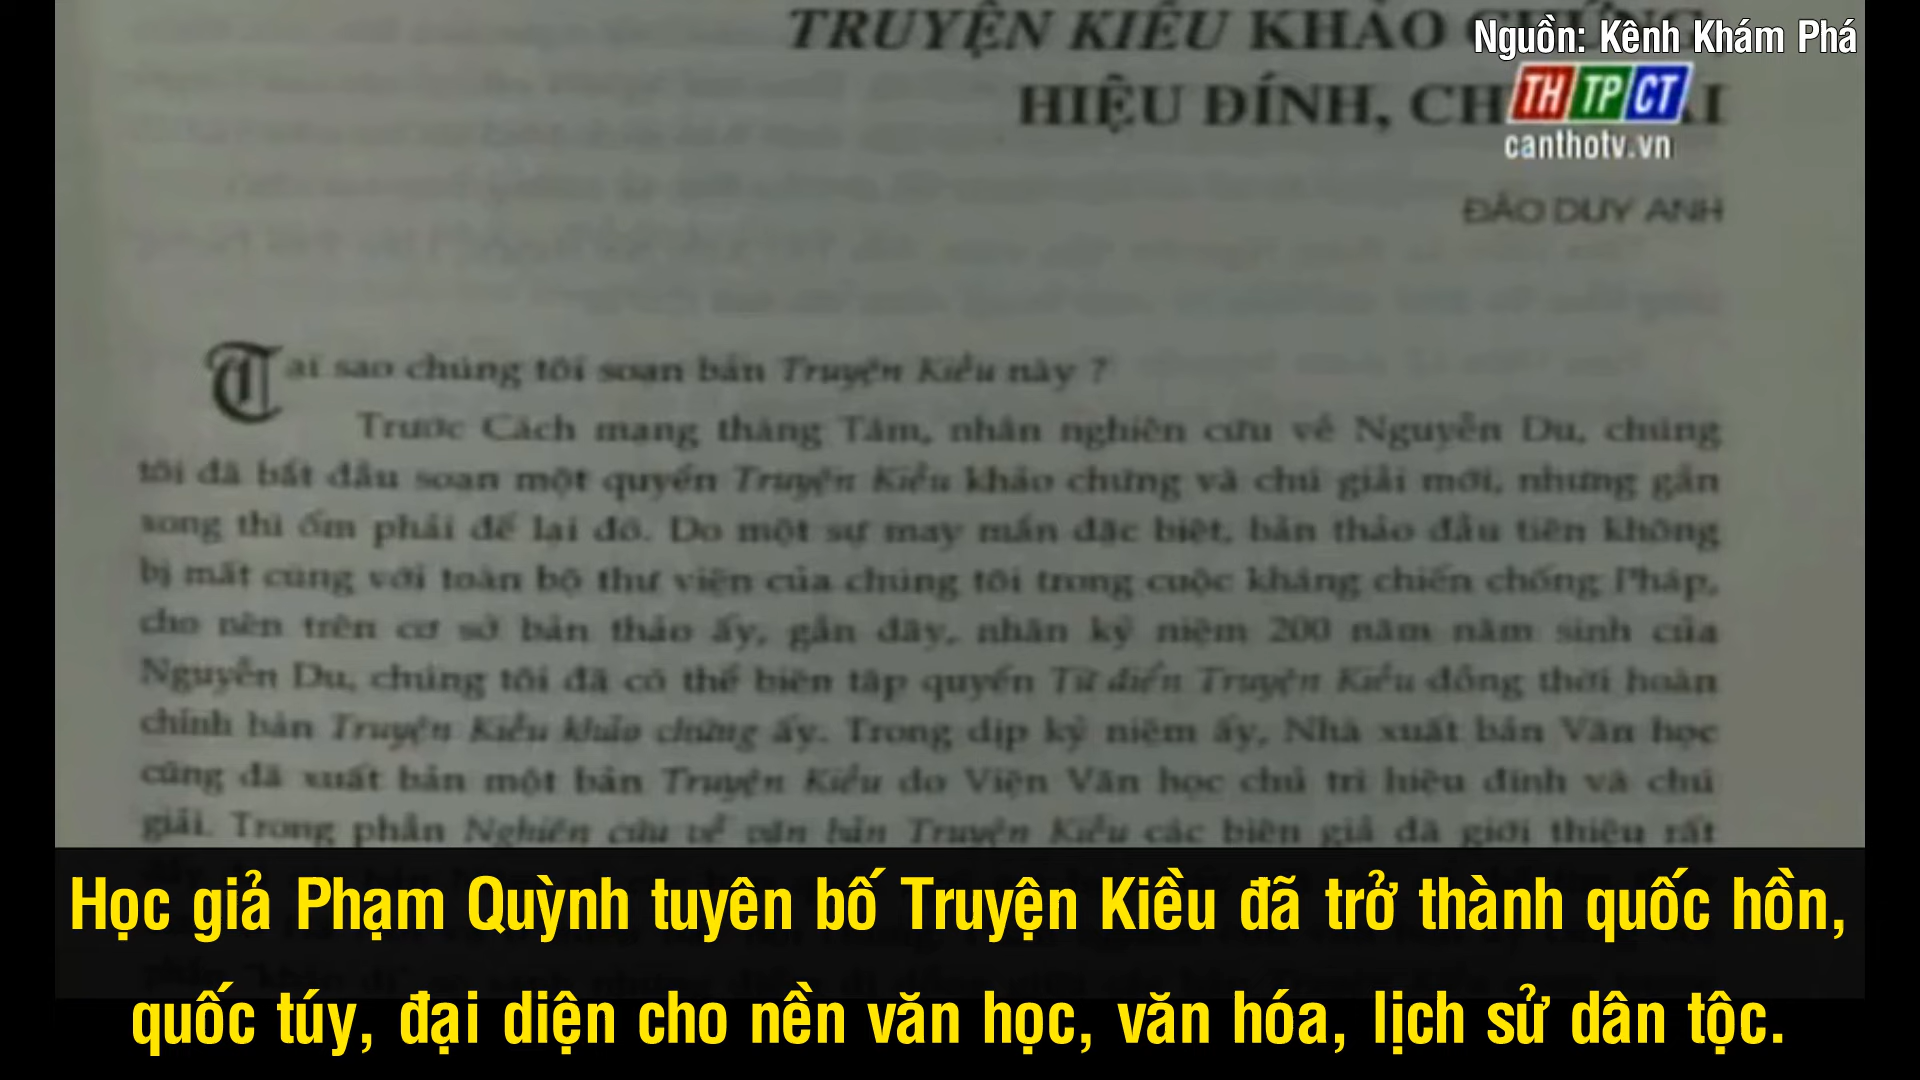 TRUYỆN KIỀU KHẢO CHỨNG,
Nguồn: Kênh Khám Phá
HIỆU ĐÍNH, CH
TH TP CT
canthotv.vn
ĐÀO DUY ANH
Tại sao chúng tôi soạn bản Truyện Kiều này ?
Trước Cách mạng tháng Tám, nhân nghiên cứu về Nguyễn Du, chúng
tôi đã bắt đầu soạn một quyển Truyện Kiều khảo chứng và chú giải mới, nhưng gần
xong thì ốm phải để lại đó. Do một sự may mắn đặc biệt, bản thảo đầu tiên không
bị mất cùng với toàn bộ thư viện của chúng tôi trong cuộc kháng chiến chống Pháp,
cho nên trên cơ sở bản thảo ấy, gần đây, nhân kỷ niệm 200 năm năm sinh của
Nguyễn Du, chúng tôi đã có thể biên tập quyển Từ điển Truyện Kiều đồng thời hoàn
chỉnh bản Truyện Kiều khảo chứng ấy. Trong dịp kỷ niệm ấy, Nhà xuất bản Văn học
cũng đã xuất bản một bản Truyện Kiều do Viện Văn học chủ trì hiệu đính và chú
giải. Trong phần Nghiên cứu về văn bản Truyện Kiều các biên giả đã giới thiệu rất
Học giả Phạm Quỳnh tuyên bố Truyện Kiều đã trở thành quốc hồn,
quốc túy, đại diện cho nền văn học, văn hóa, lịch sử dân tộc.